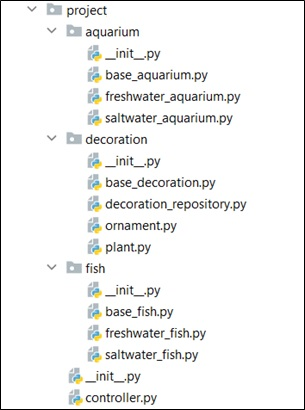 project
aquarium
__init__.py
base_aquarium.py
freshwater_aquarium.py
saltwater_aquarium.py
decoration
__init__.py
base_decoration.py
decoration_repository.py
ornament.py
plant.py
fish
__init__.py
base_fish.py
freshwater_fish.py
saltwater_fish.py
__init__.py
controller.py